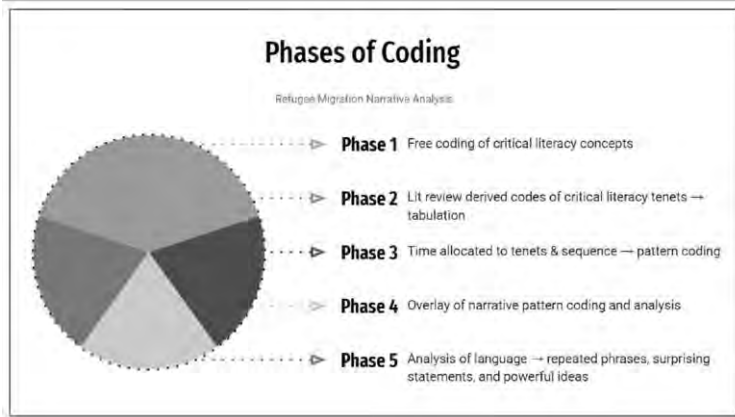 Phases of Coding
Refugee Migration Narrative Analysis
Phase 1 Free coding of critical literacy concepts
Phase 2 Lit review derived codes of critical literacy tenets →
tabulation
Phase 3 Time allocated to tenets & sequence → pattern coding
Phase 4 Overlay of narrative pattern coding and analysis
Phase 5 Analysis of language → repeated phrases, surprising
statements, and powerful ideas